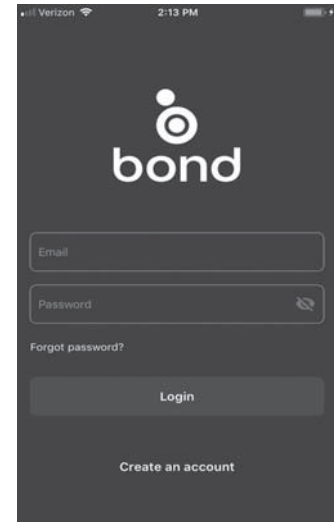 Verizon 2:13 PM
bond
Email
Password
Forgot password?
Login
Create an account